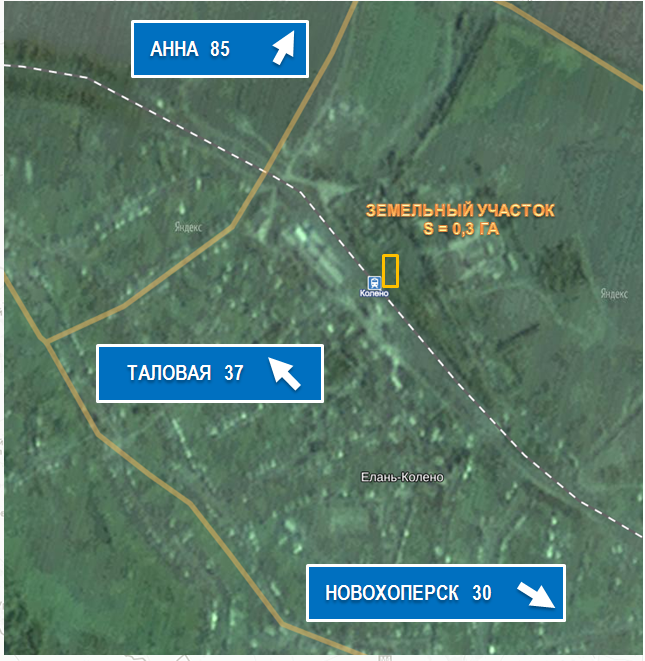 АННА 85
ЗЕМЕЛЬНЫЙ УЧАСТОК
S = 0,3 ГА
Яндекс
Колено
Яндекс
ТАЛОВАЯ 37
Елань-Колено
НОВОХОПЕРСК 30